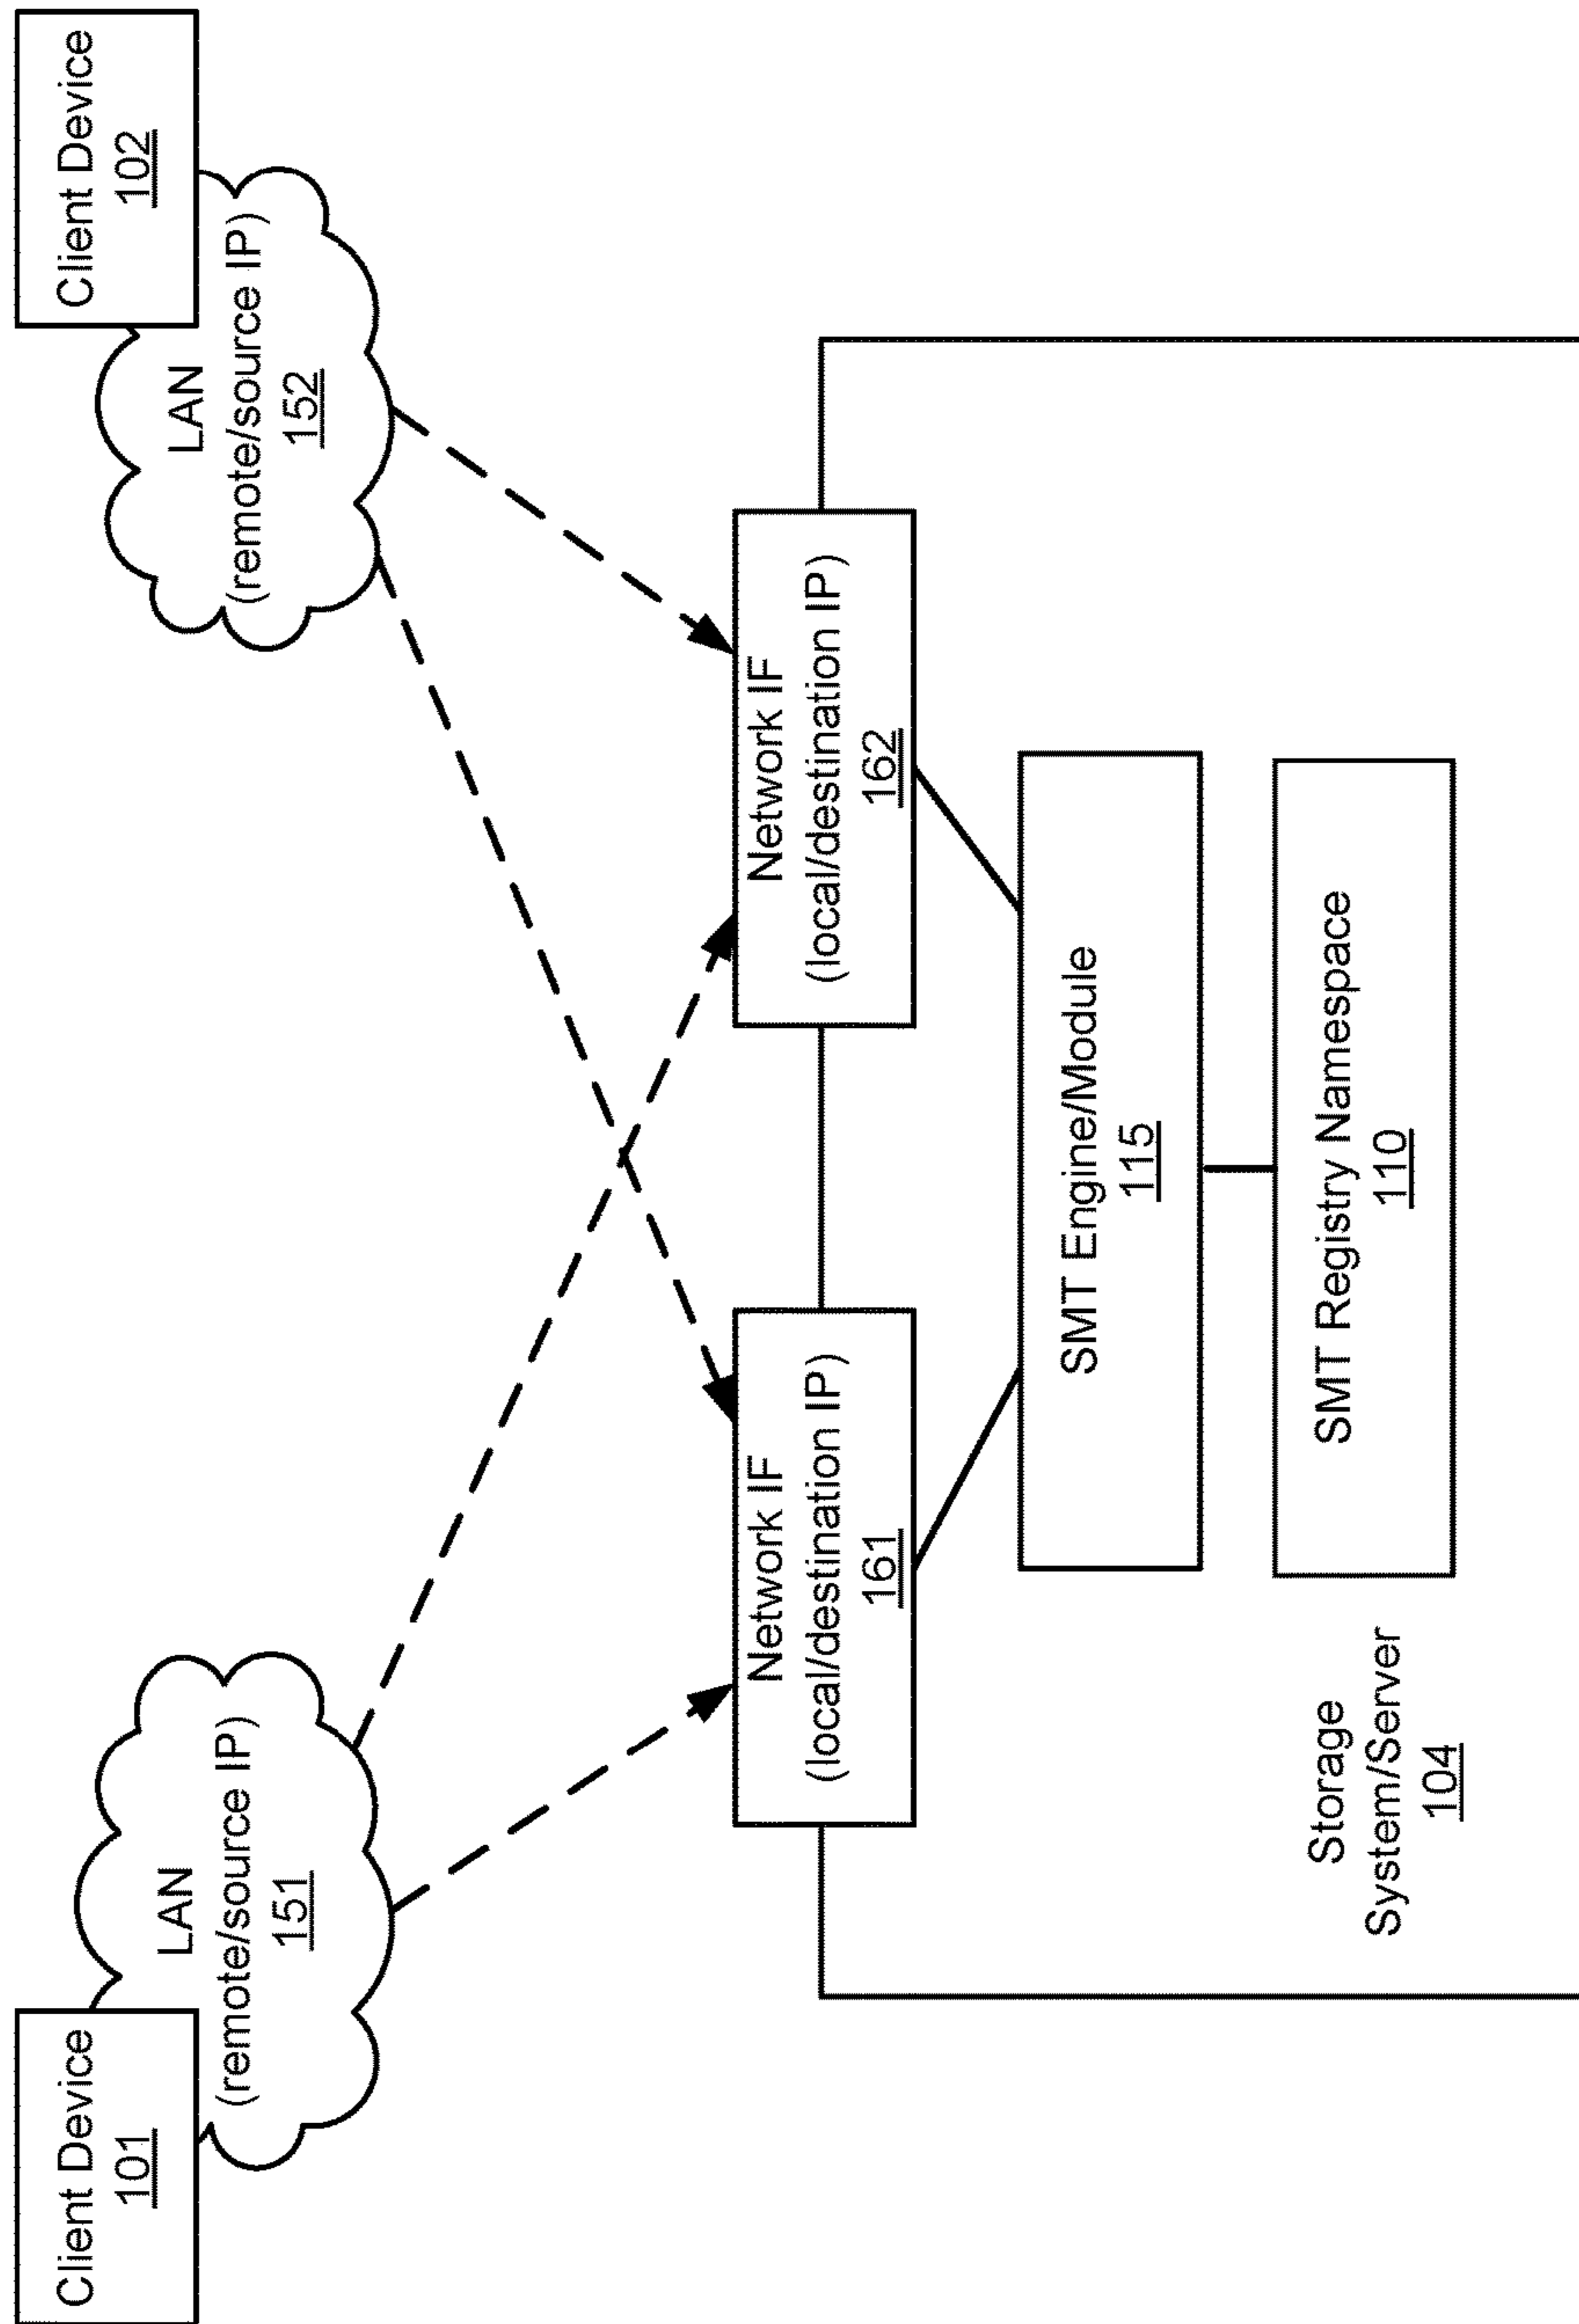 Client Device
101
LAN
(remote/source IP)
151
Client Device
102
LAN
(remote/source IP)
152
Network IF
(local/destination IP)
161
Network IF
(local/destination IP)
162
SMT Engine/Module
115
SMT Registry Namespace
110
Storage
System/Server
104